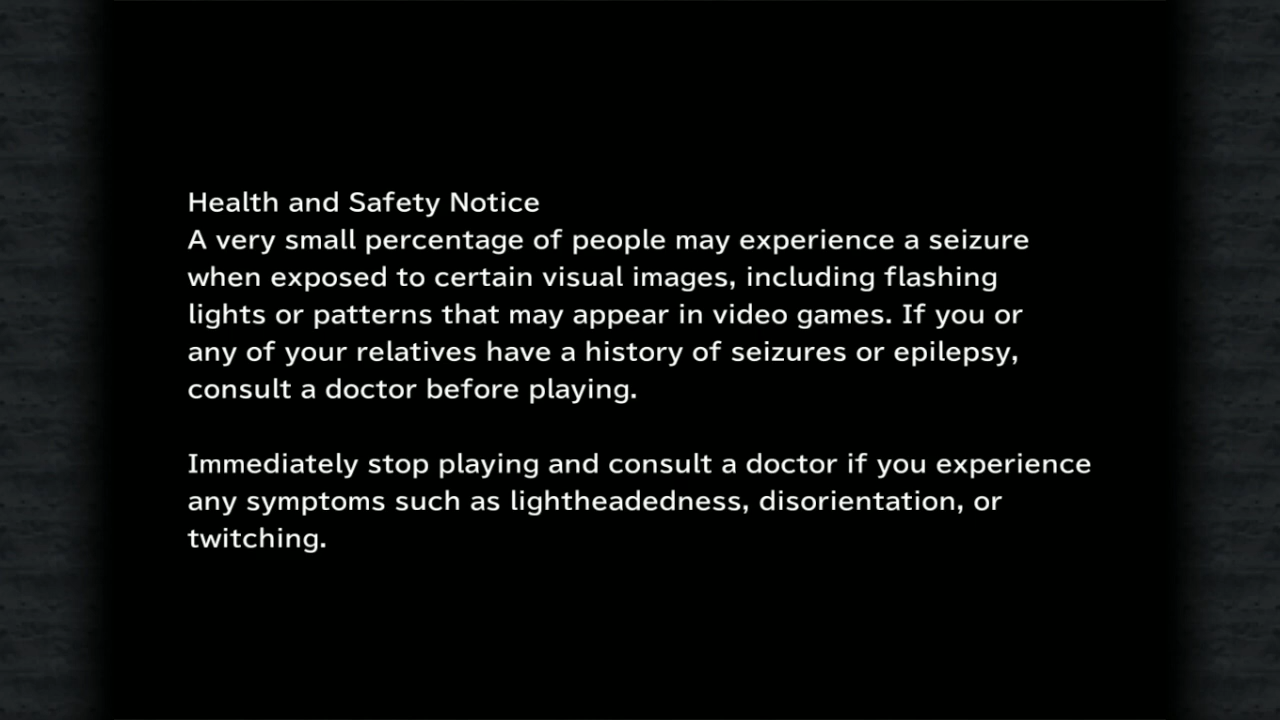 Health and Safety Notice
A very small percentage of people may experience a seizure
when exposed to certain visual images, including flashing
lights or patterns that may appear in video games. If you or
any of your relatives have a history of seizures or epilepsy,
consult a doctor before playing.
Immediately stop playing and consult a doctor if you experience
any symptoms such as lightheadedness, disorientation, or
twitching.